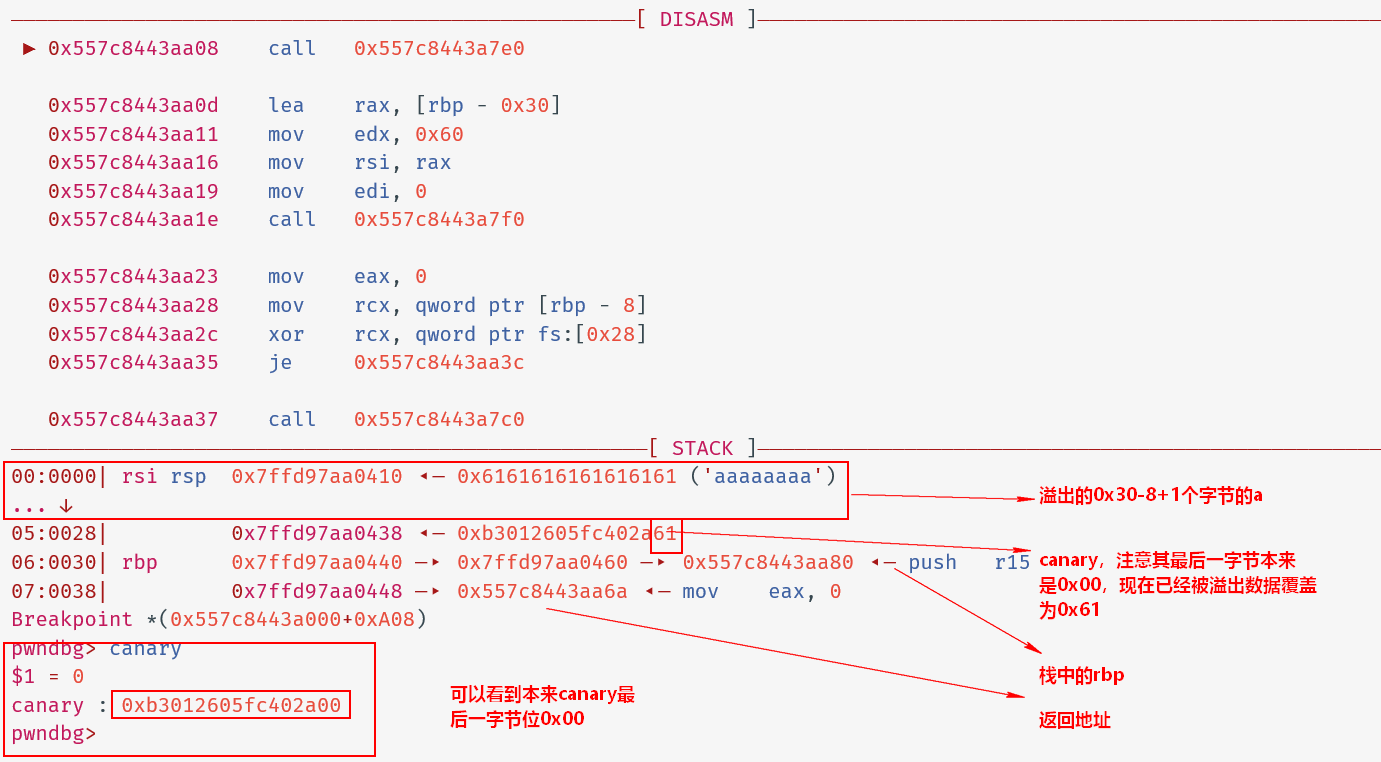 [ DISASM ]
► 0x557c8443aa08 call 0x557c8443a7e0
0x557c8443aa0d lea rax, [rbp - 0x30]
0x557c8443aa11 mov edx, 0x60
0x557c8443aa16 mov rsi, rax
0x557c8443aa19 mov edi, 0
0x557c8443aa1e call 0x557c8443a7f0
0x557c8443aa23 mov eax, 0
0x557c8443aa28 mov rcx, qword ptr [rbp - 8]
0x557c8443aa2c xor rcx, qword ptr fs:[0x28]
0x557c8443aa35 je 0x557c8443aa3c
0x557c8443aa37 call 0x557c8443a7c0
[ STACK ]
00:0000| rsi rsp 0x7ffd97aa0410 ◂— 0x6161616161616161 ('aaaaaaaa')
... ↓
05:0028| 0x7ffd97aa0438 ◂— 0xb3012605fc402a61
06:0030| rbp 0x7ffd97aa0440 —▸ 0x7ffd97aa0460 —▸ 0x557c8443aa80 ◂— push r15
07:0038| 0x7ffd97aa0448 —▸ 0x557c8443aa6a ◂— mov eax, 0
Breakpoint *(0x557c8443a000+0xA08)
pwndbg> canary
$1 = 0
canary : 0xb3012605fc402a00
pwndbg>
可以看到本来canary最
后一字节位0x00
溢出的0x30-8+1个字节的a
canary，注意其最后一字节本来
是0x00，现在已经被溢出数据覆盖
为0x61
栈中的rbp
返回地址